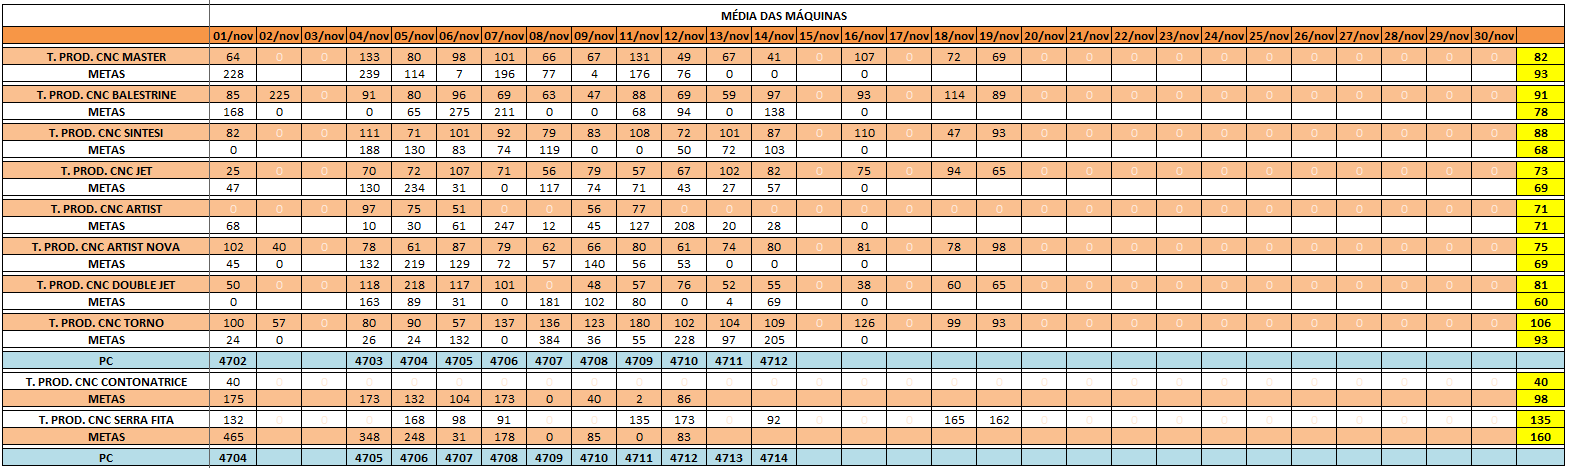 MÉDIA DAS MÁQUINAS
01/nov 02/nov 03/nov 04/nov 05/nov 06/nov 07/nov 08/nov 09/nov 11/nov 12/nov 13/nov 14/nov 15/nov 16/nov 17/nov 18/nov 19/nov 20/nov 21/nov 22/nov 23/nov 24/nov 25/nov 26/nov 27/nov 28/nov 29/nov 30/nov
T. PROD. CNC MASTER 64 0 0 133 80 98 101 66 67 131 49 67 41 0 107 0 72 69 0 0 0 0 0 0 0 0 0 0 0 82
METAS 228 239 114 7 196 77 4 176 76 0 0 0 93
T. PROD. CNC BALESTRINE 85 225 0 91 80 96 69 63 47 88 69 59 97 0 93 0 114 89 0 0 0 0 0 0 0 0 0 0 0 91
METAS 168 0 0 65 275 211 0 0 68 94 0 138 0 78
T. PROD. CNC SINTESI 82 0 0 111 71 101 92 79 83 108 72 101 87 0 110 0 47 93 0 0 0 0 0 0 0 0 0 0 0 88
METAS 0 188 130 83 74 119 0 0 50 72 103 0 68
T. PROD. CNC JET 25 0 0 70 72 107 71 56 79 57 67 102 82 0 75 0 94 65 0 0 0 0 0 0 0 0 0 0 0 73
METAS 47 130 234 31 0 117 74 71 43 27 57 0 69
T. PROD. CNC ARTIST 0 0 0 97 75 51 0 0 56 77 0 0 0 0 0 0 0 0 0 0 0 0 0 0 0 0 0 0 0 71
METAS 68 10 30 61 247 12 45 127 208 20 28 0 71
T. PROD. CNC ARTIST NOVA 102 40 0 78 61 87 79 62 66 80 61 74 80 0 81 0 78 98 0 0 0 0 0 0 0 0 0 0 0 75
METAS 45 0 132 219 129 72 57 140 56 53 0 0 0 69
T. PROD. CNC DOUBLE JET 50 0 0 118 218 117 101 0 48 57 76 52 55 0 38 0 60 65 0 0 0 0 0 0 0 0 0 0 0 81
METAS 0 163 89 31 0 181 102 80 0 4 69 0 60
T. PROD. CNC TORNO 100 57 0 80 90 57 137 136 123 180 102 104 109 0 126 0 99 93 0 0 0 0 0 0 0 0 0 0 0 106
METAS 24 0 26 24 132 0 384 36 55 228 97 205 0 93
PC 4702 4703 4704 4705 4706 4707 4708 4709 4710 4711 4712
T. PROD. CNC CONTONATRICE 40 0 0 0 0 0 0 0 0 0 0 0 0 0 0 0 0 0 0 0 0 0 0 0 0 0 0 0 0 40
METAS 175 173 132 104 173 0 40 2 86 98
T. PROD. CNC SERRA FITA 132 0 0 0 168 98 91 0 0 135 173 0 92 0 0 0 165 162 0 0 0 0 0 0 0 0 0 0 0 135
METAS 465 348 248 31 178 0 85 0 83 160
PC 4704 4705 4706 4707 4708 4709 4710 4711 4712 4713 4714